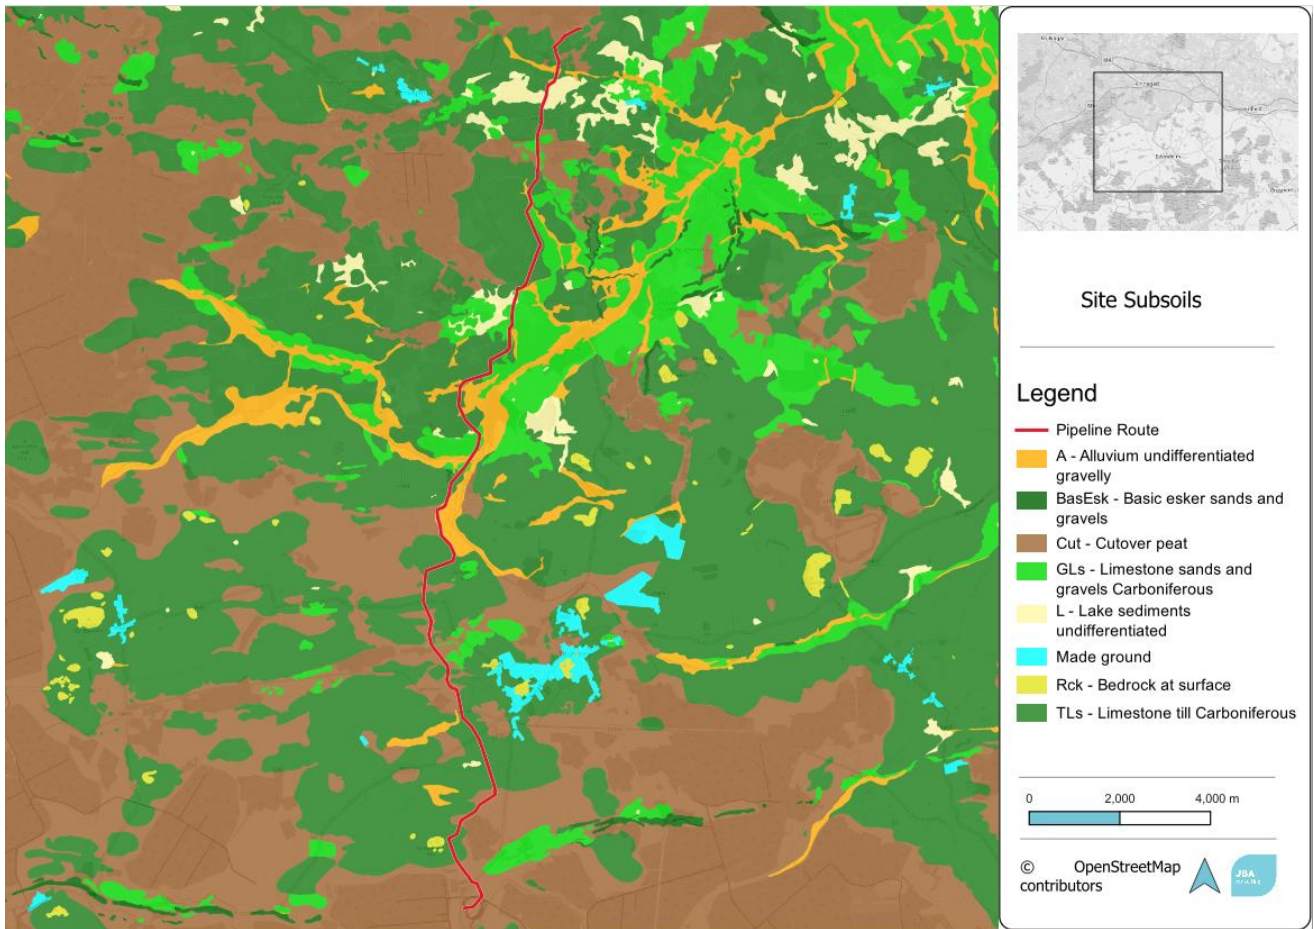 Site Subsoils
Legend
Pipeline Route
A - Alluvium undifferentiated
gravelly
BasEsk - Basic esker sands and
gravels
Cut - Cutover peat
GLs - Limestone sands and
gravels Carboniferous
L - Lake sediments
undifferentiated
Made ground
Rck - Bedrock at surface
TLs - Limestone till Carboniferous
0 2,000 4,000 m
© OpenStreetMap
contributors
JBA